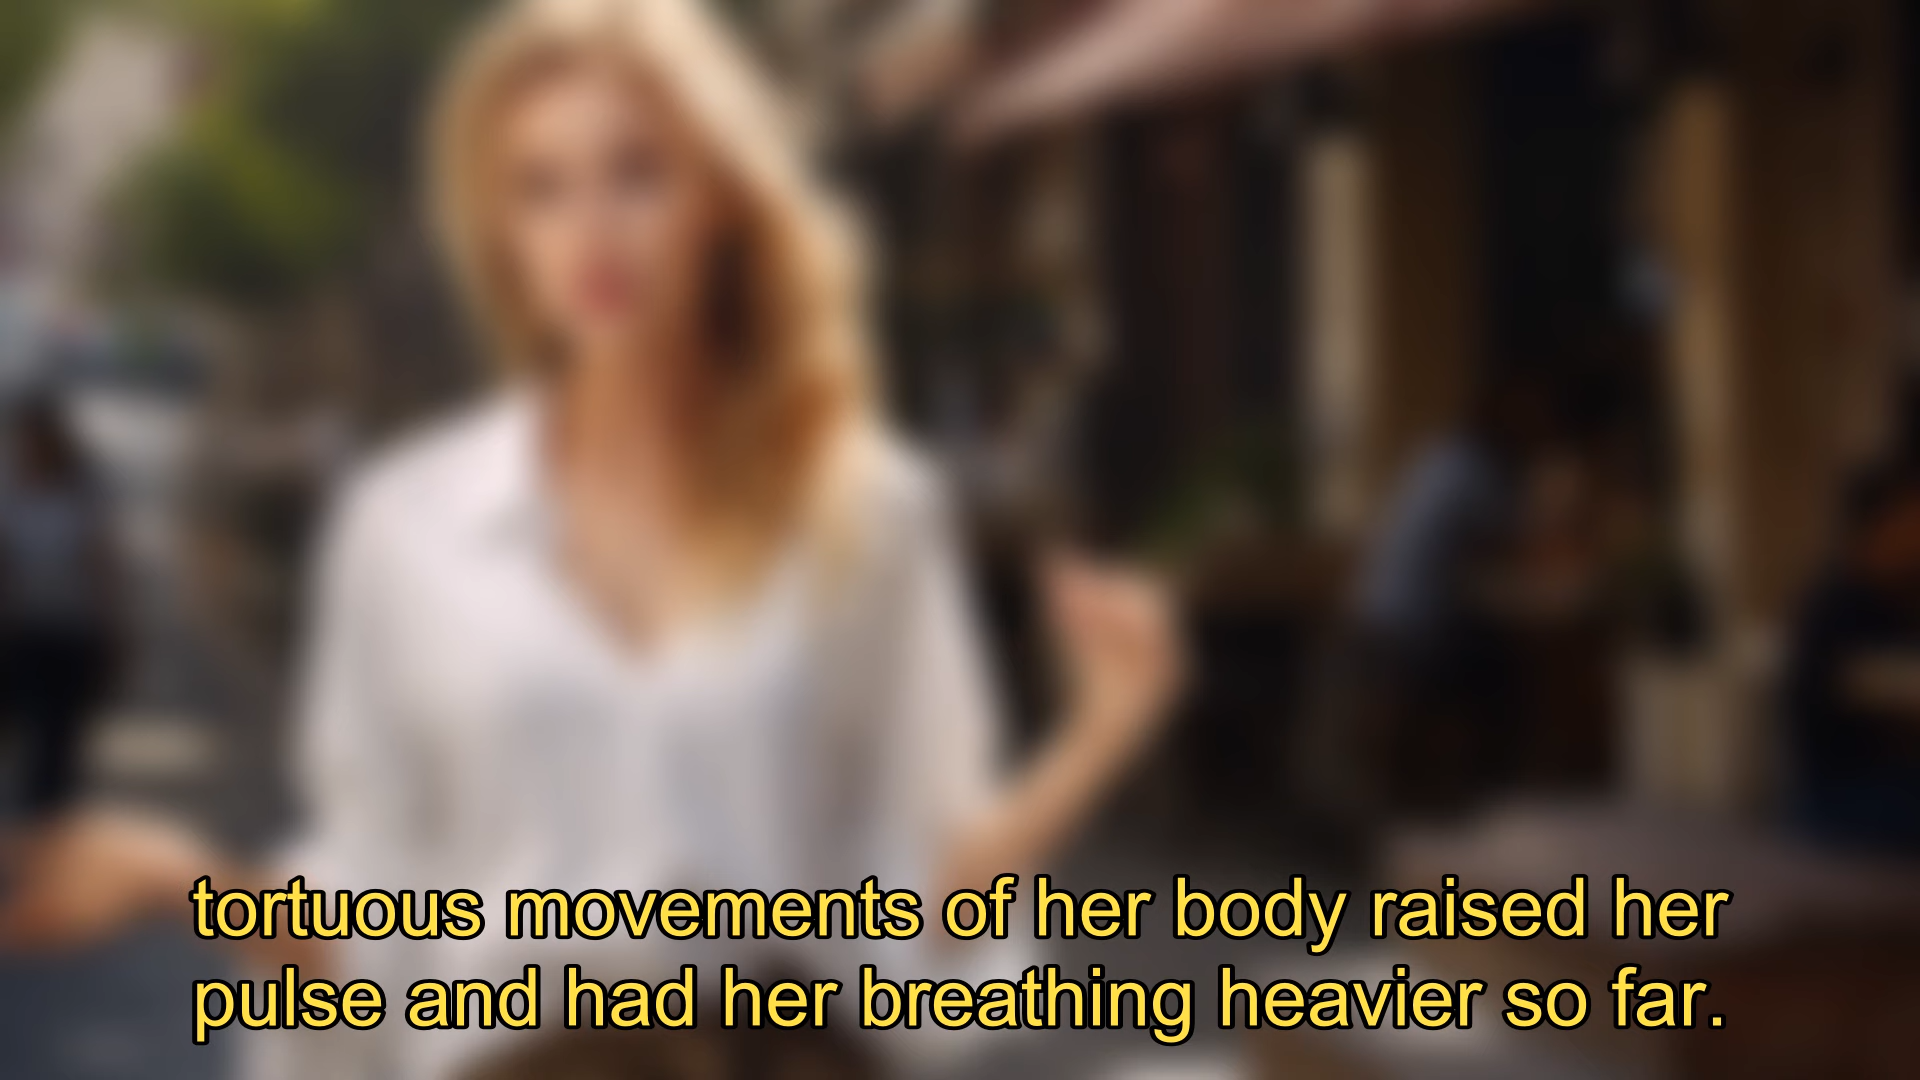 tortuous movements of her body raised her
pulse and had her breathing heavier so far.